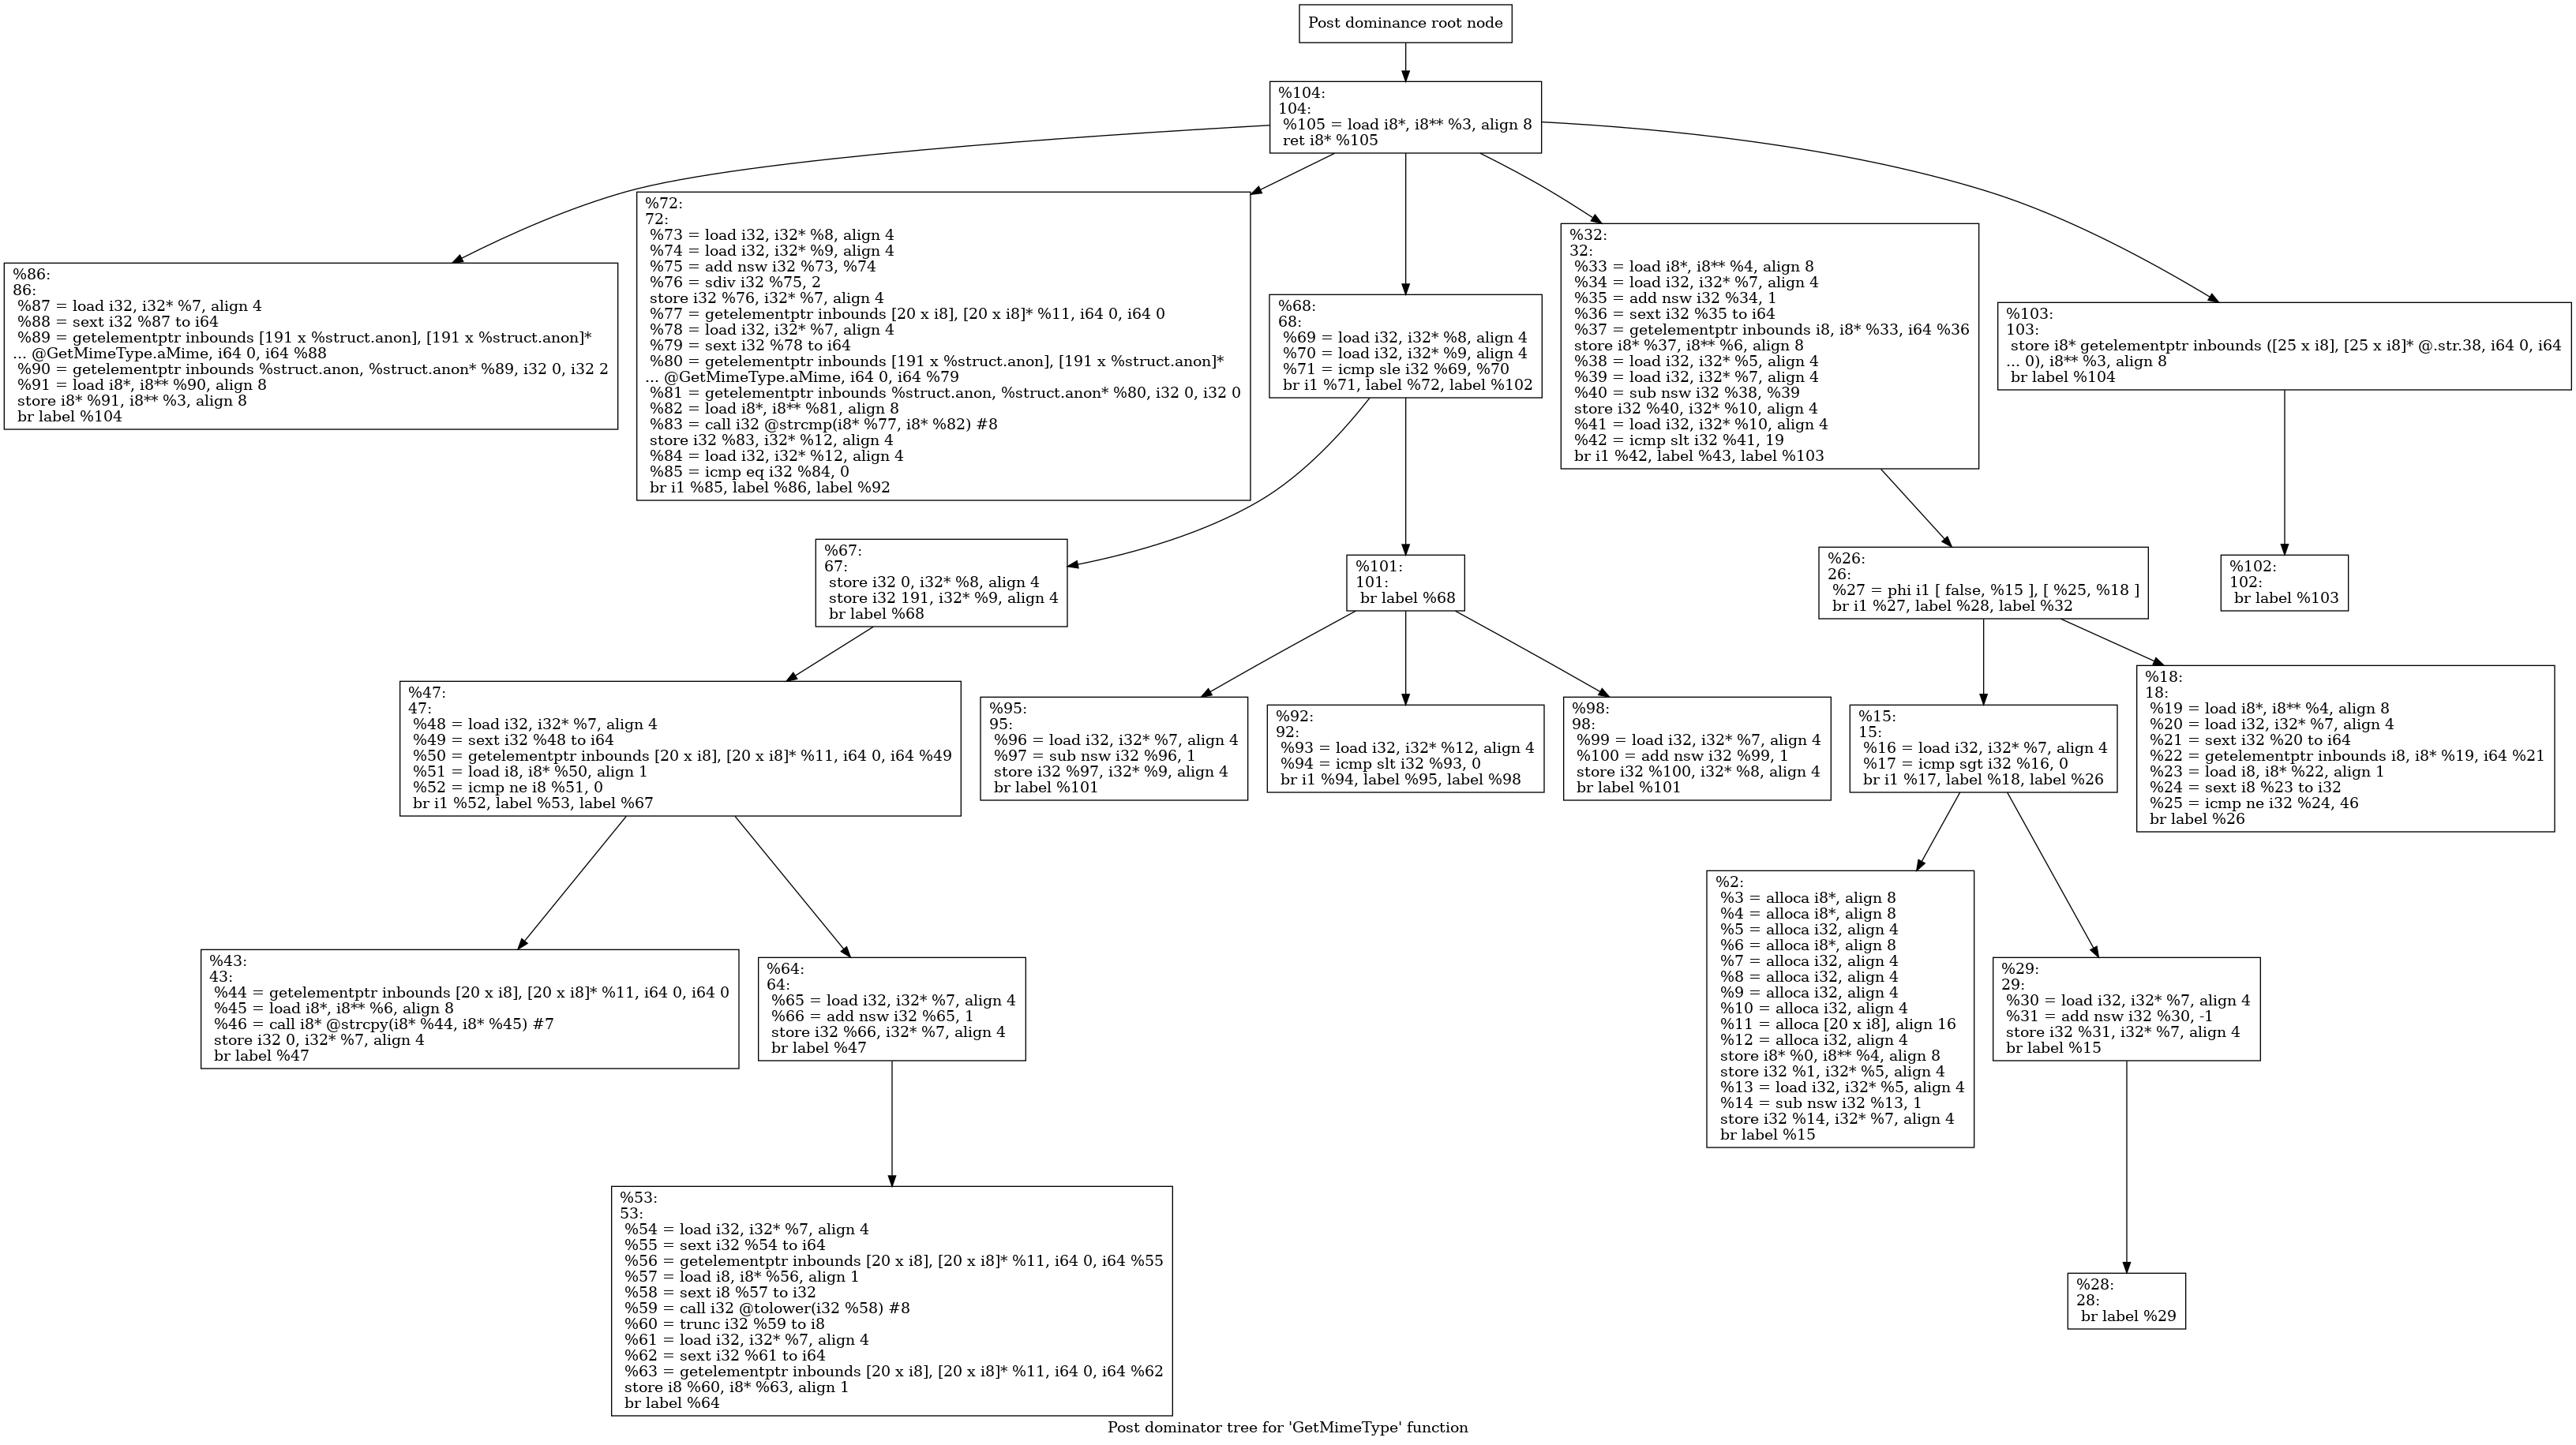 Post dominance root node
%104:
104:
%105 = load i8*, i8** %3, align 8
ret i8* %105
%86:
86:
%87 = load i32, i32* %7, align 4
%88 = sext i32 %87 to i64
%89 = getelementptr inbounds [191 x %struct.anon], [191 x %struct.anon]*
... @GetMimeType.aMime, i64 0, i64 %88
%90 = getelementptr inbounds %struct.anon, %struct.anon* %89, i32 0, i32 2
%91 = load i8*, i8** %90, align 8
store i8* %91, i8** %3, align 8
br label %104
%72:
72:
%73 = load i32, i32* %8, align 4
%74 = load i32, i32* %9, align 4
%75 = add nsw i32 %73, %74
%76 = sdiv i32 %75, 2
store i32 %76, i32* %7, align 4
%77 = getelementptr inbounds [20 x i8], [20 x i8]* %11, i64 0, i64 0
%78 = load i32, i32* %7, align 4
%79 = sext i32 %78 to i64
%80 = getelementptr inbounds [191 x %struct.anon], [191 x %struct.anon]*
... @GetMimeType.aMime, i64 0, i64 %79
%81 = getelementptr inbounds %struct.anon, %struct.anon* %80, i32 0, i32 0
%82 = load i8*, i8** %81, align 8
%83 = call i32 @strcmp(i8* %77, i8* %82) #8
store i32 %83, i32* %12, align 4
%84 = load i32, i32* %12, align 4
%85 = icmp eq i32 %84, 0
br i1 %85, label %86, label %92
%68:
68:
%69 = load i32, i32* %8, align 4
%70 = load i32, i32* %9, align 4
%71 = icmp sle i32 %69, %70
br i1 %71, label %72, label %102
%32:
32:
%33 = load i8*, i8** %4, align 8
%34 = load i32, i32* %7, align 4
%35 = add nsw i32 %34, 1
%36 = sext i32 %35 to i64
%37 = getelementptr inbounds i8, i8* %33, i64 %36
store i8* %37, i8** %6, align 8
%38 = load i32, i32* %5, align 4
%39 = load i32, i32* %7, align 4
%40 = sub nsw i32 %38, %39
store i32 %40, i32* %10, align 4
%41 = load i32, i32* %10, align 4
%42 = icmp slt i32 %41, 19
br i1 %42, label %43, label %103
%103:
103:
store i8* getelementptr inbounds ([25 x i8], [25 x i8]* @.str.38, i64 0, i64
... 0), i8** %3, align 8
br label %104
%67:
67:
store i32 0, i32* %8, align 4
store i32 191, i32* %9, align 4
br label %68
%101:
101:
br label %68
%26:
26:
%27 = phi i1 [ false, %15 ], [ %25, %18 ]
br i1 %27, label %28, label %32
%102:
102:
br label %103
%47:
47:
%48 = load i32, i32* %7, align 4
%49 = sext i32 %48 to i64
%50 = getelementptr inbounds [20 x i8], [20 x i8]* %11, i64 0, i64 %49
%51 = load i8, i8* %50, align 1
%52 = icmp ne i8 %51, 0
br i1 %52, label %53, label %67
%95:
95:
%96 = load i32, i32* %7, align 4
%97 = sub nsw i32 %96, 1
store i32 %97, i32* %9, align 4
br label %101
%92:
92:
%93 = load i32, i32* %12, align 4
%94 = icmp slt i32 %93, 0
br i1 %94, label %95, label %98
%98:
98:
%99 = load i32, i32* %7, align 4
%100 = add nsw i32 %99, 1
store i32 %100, i32* %8, align 4
br label %101
%15:
15:
%16 = load i32, i32* %7, align 4
%17 = icmp sgt i32 %16, 0
br i1 %17, label %18, label %26
%18:
18:
%19 = load i8*, i8** %4, align 8
%20 = load i32, i32* %7, align 4
%21 = sext i32 %20 to i64
%22 = getelementptr inbounds i8, i8* %19, i64 %21
%23 = load i8, i8* %22, align 1
%24 = sext i8 %23 to i32
%25 = icmp ne i32 %24, 46
br label %26
%43:
43:
%44 = getelementptr inbounds [20 x i8], [20 x i8]* %11, i64 0, i64 0
%45 = load i8*, i8** %6, align 8
%46 = call i8* @strcpy(i8* %44, i8* %45) #7
store i32 0, i32* %7, align 4
br label %47
%64:
64:
%65 = load i32, i32* %7, align 4
%66 = add nsw i32 %65, 1
store i32 %66, i32* %7, align 4
br label %47
%2:
%3 = alloca i8*, align 8
%4 = alloca i8*, align 8
%5 = alloca i32, align 4
%6 = alloca i8*, align 8
%7 = alloca i32, align 4
%8 = alloca i32, align 4
%9 = alloca i32, align 4
%10 = alloca i32, align 4
%11 = alloca [20 x i8], align 16
%12 = alloca i32, align 4
store i8* %0, i8** %4, align 8
store i32 %1, i32* %5, align 4
%13 = load i32, i32* %5, align 4
%14 = sub nsw i32 %13, 1
store i32 %14, i32* %7, align 4
br label %15
%29:
29:
%30 = load i32, i32* %7, align 4
%31 = add nsw i32 %30, -1
store i32 %31, i32* %7, align 4
br label %15
%53:
53:
%54 = load i32, i32* %7, align 4
%55 = sext i32 %54 to i64
%56 = getelementptr inbounds [20 x i8], [20 x i8]* %11, i64 0, i64 %55
%57 = load i8, i8* %56, align 1
%58 = sext i8 %57 to i32
%59 = call i32 @tolower(i32 %58) #8
%60 = trunc i32 %59 to i8
%61 = load i32, i32* %7, align 4
%62 = sext i32 %61 to i64
%63 = getelementptr inbounds [20 x i8], [20 x i8]* %11, i64 0, i64 %62
store i8 %60, i8* %63, align 1
br label %64
%28:
28:
br label %29
Post dominator tree for 'GetMimeType' function